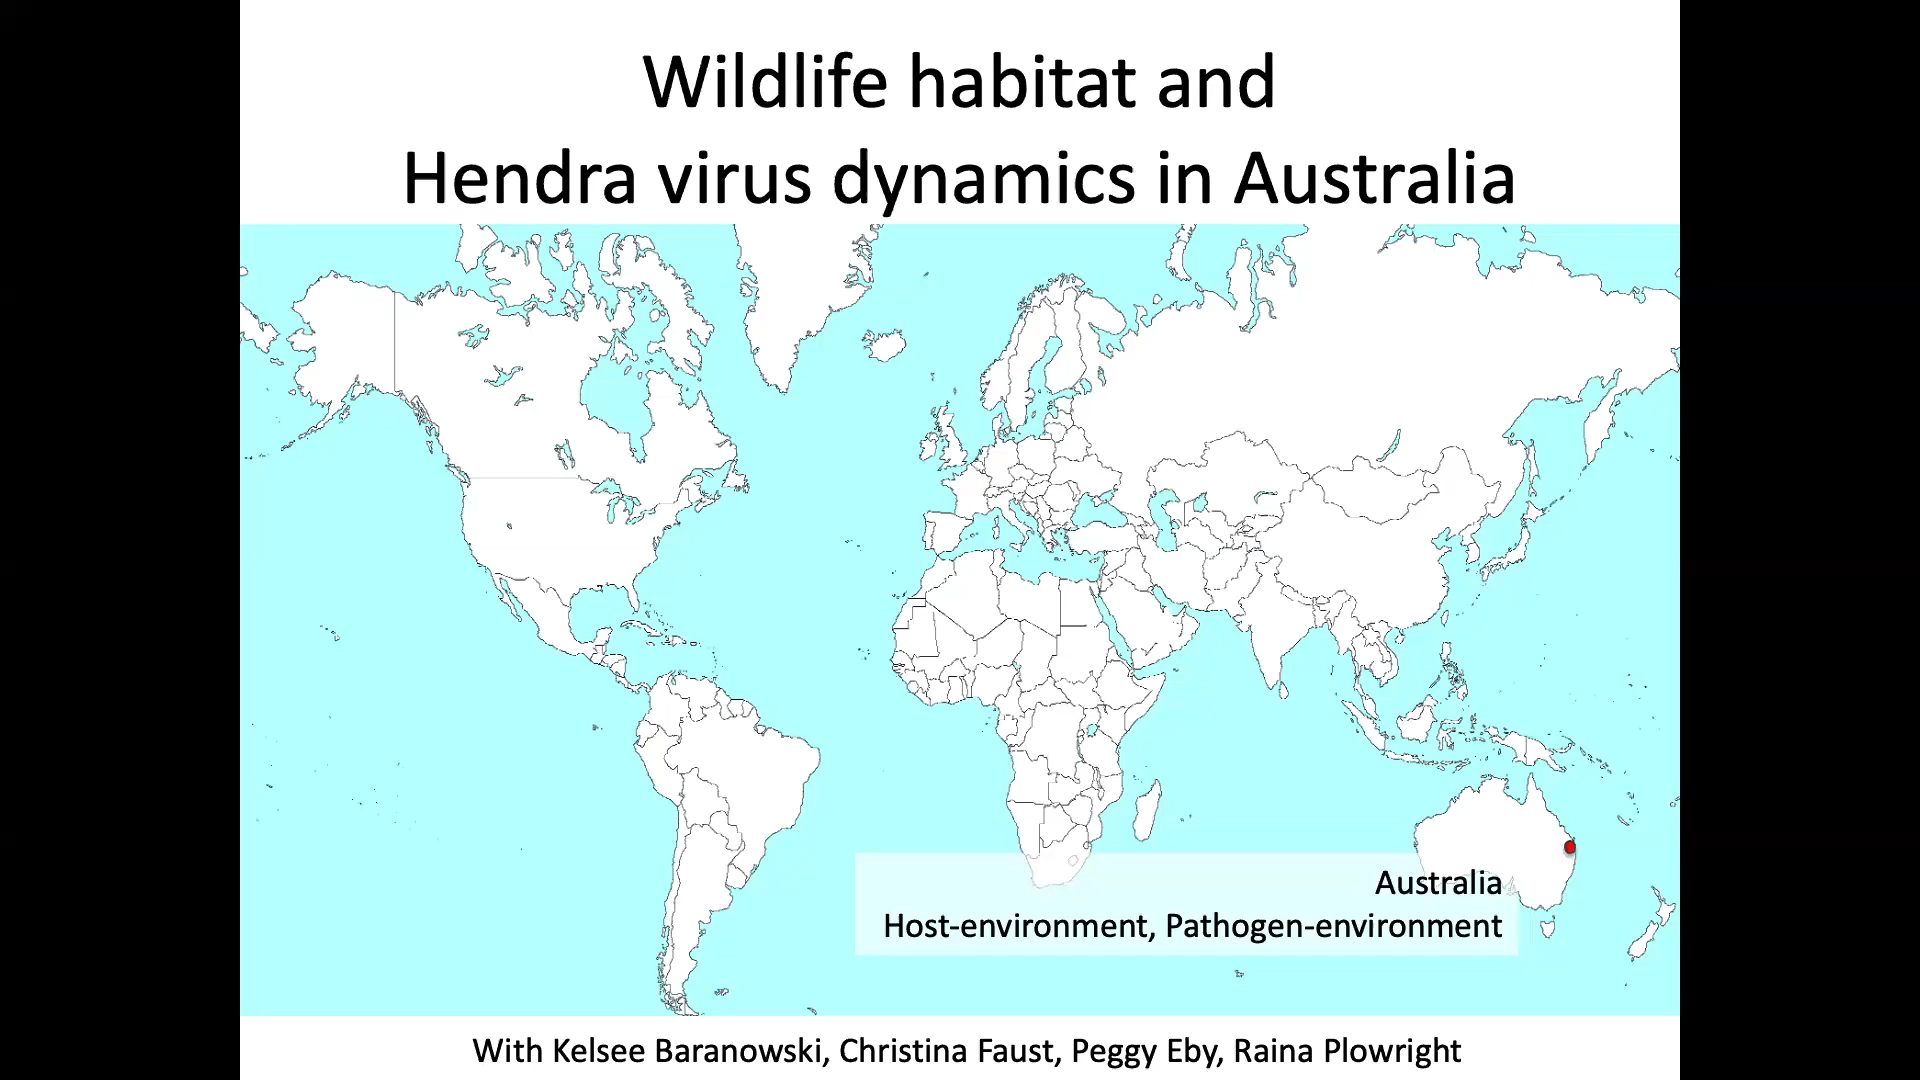 Wildlife habitat and
Hendra virus dynamics in Australia
Australia
Host-environment, Pathogen-environment
With Kelsee Baranowski, Christina Faust, Peggy Eby, Raina Plowright